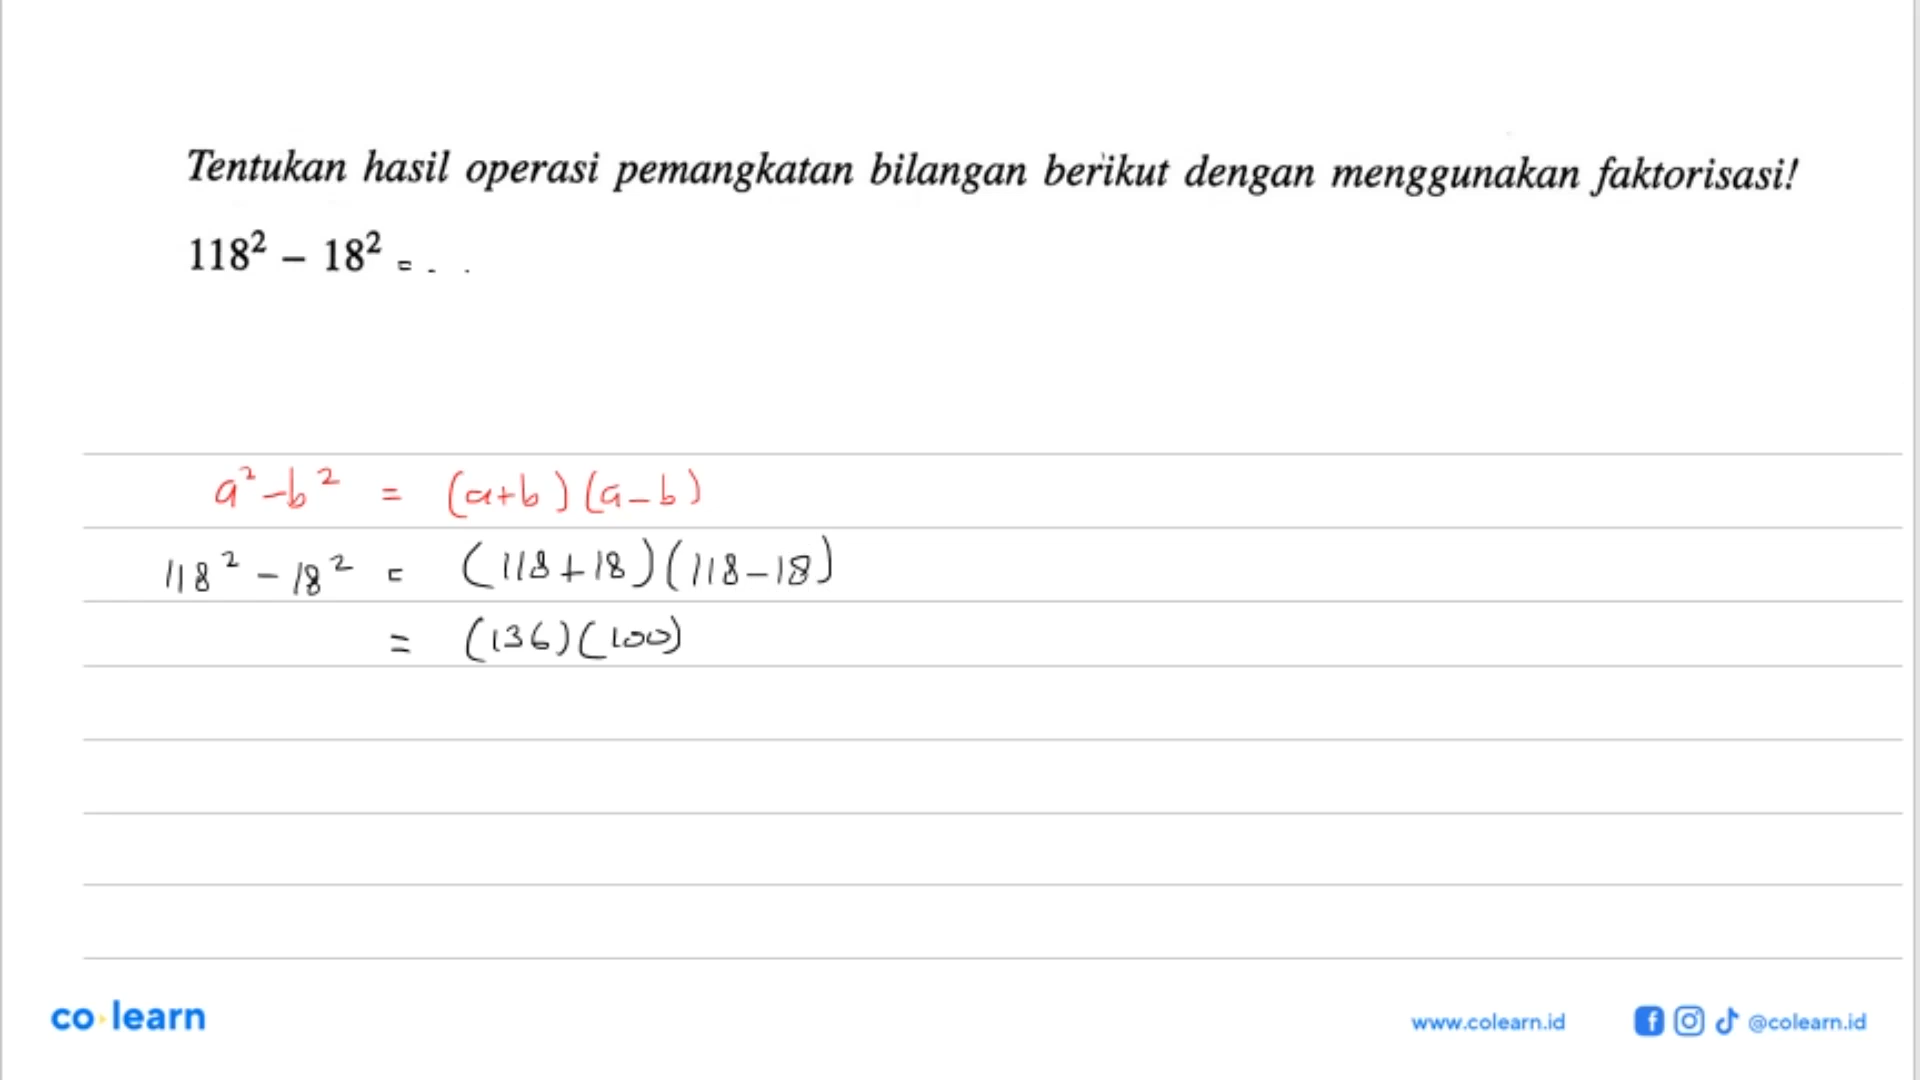 Tentukan hasil operasi pemangkatan bilangan berikut dengan menggunakan faktorisasi!
118² – 18² = . .
a² - b² = (a+b)(a-b)
118² - 18² = (118+18)(118-18)
= (136)(100)
co learn
www.colearn.id @colearn.id